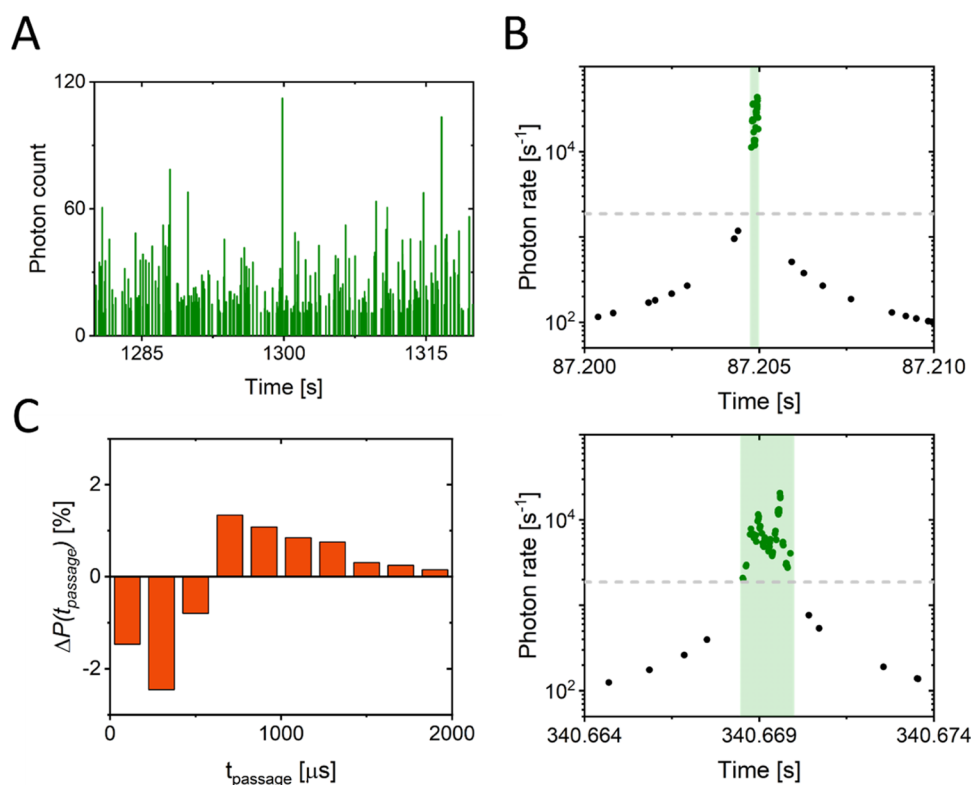 A
Photon count
120
60
0
1285
1300
1315
Time [s]
B
Photon rate [s⁻¹]
10⁴
10²
87.200
87.205
87.210
Time [s]
C
ΔP(t_passage) [%]
2
0
-2
0
1000
2000
t_passage [µs]
Photon rate [s⁻¹]
10⁴
10²
340.664
340.669
340.674
Time [s]